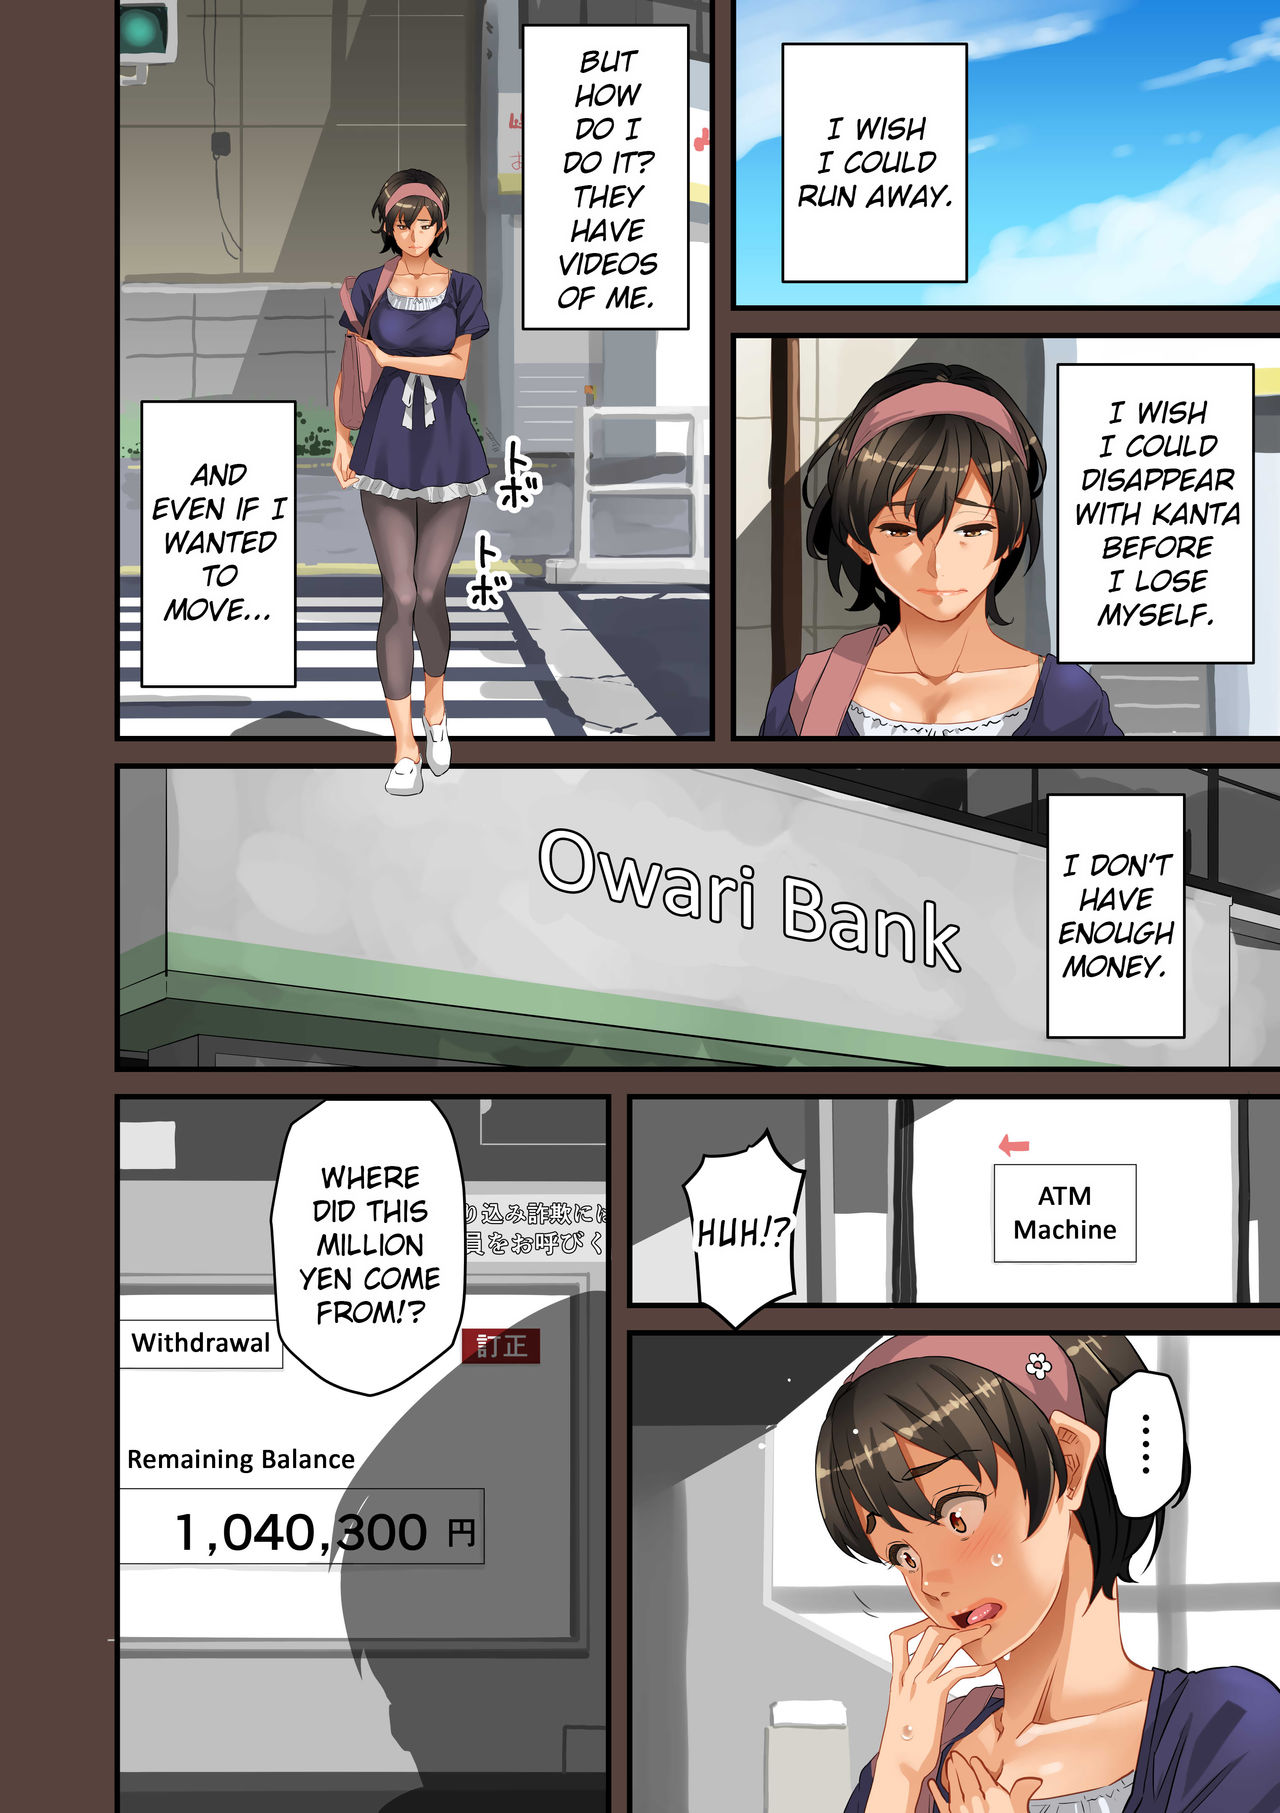 I WISH
I COULD
RUN AWAY.
I WISH
I COULD
DISAPPEAR
WITH KANTA
BEFORE
I LOSE
MYSELF.
BUT
HOW
DO I
DO IT?
THEY
HAVE
VIDEOS
OF ME.
トボ
トボ
AND
EVEN IF I
WANTED
TO
MOVE...
Owari Bank
I DON'T
HAVE
ENOUGH
MONEY.
ATM
Machine
HUH!?
......
WHERE
DID THIS
MILLION
YEN COME
FROM!?
り込み詐欺には
員をお呼びく
Withdrawal
訂正
Remaining Balance
1,040,300 円